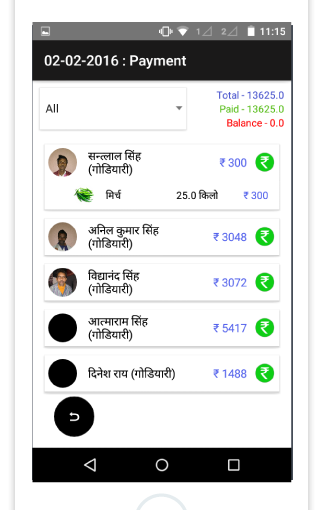 1 2 11:15
02-02-2016 : Payment
All
Total - 13625.0
Paid - 13625.0
Balance - 0.0
सन्लाल सिंह
(गोडियारी)
₹ 300 ₹
मिर्च 25.0 किलो ₹ 300
अनिल कुमार सिंह
(गोडियारी)
₹ 3048 ₹
विद्यानंद सिंह
(गोडियारी)
₹ 3072 ₹
आत्माराम सिंह
(गोडियारी)
₹ 5417 ₹
दिनेश राय (गोडियारी) ₹ 1488 ₹